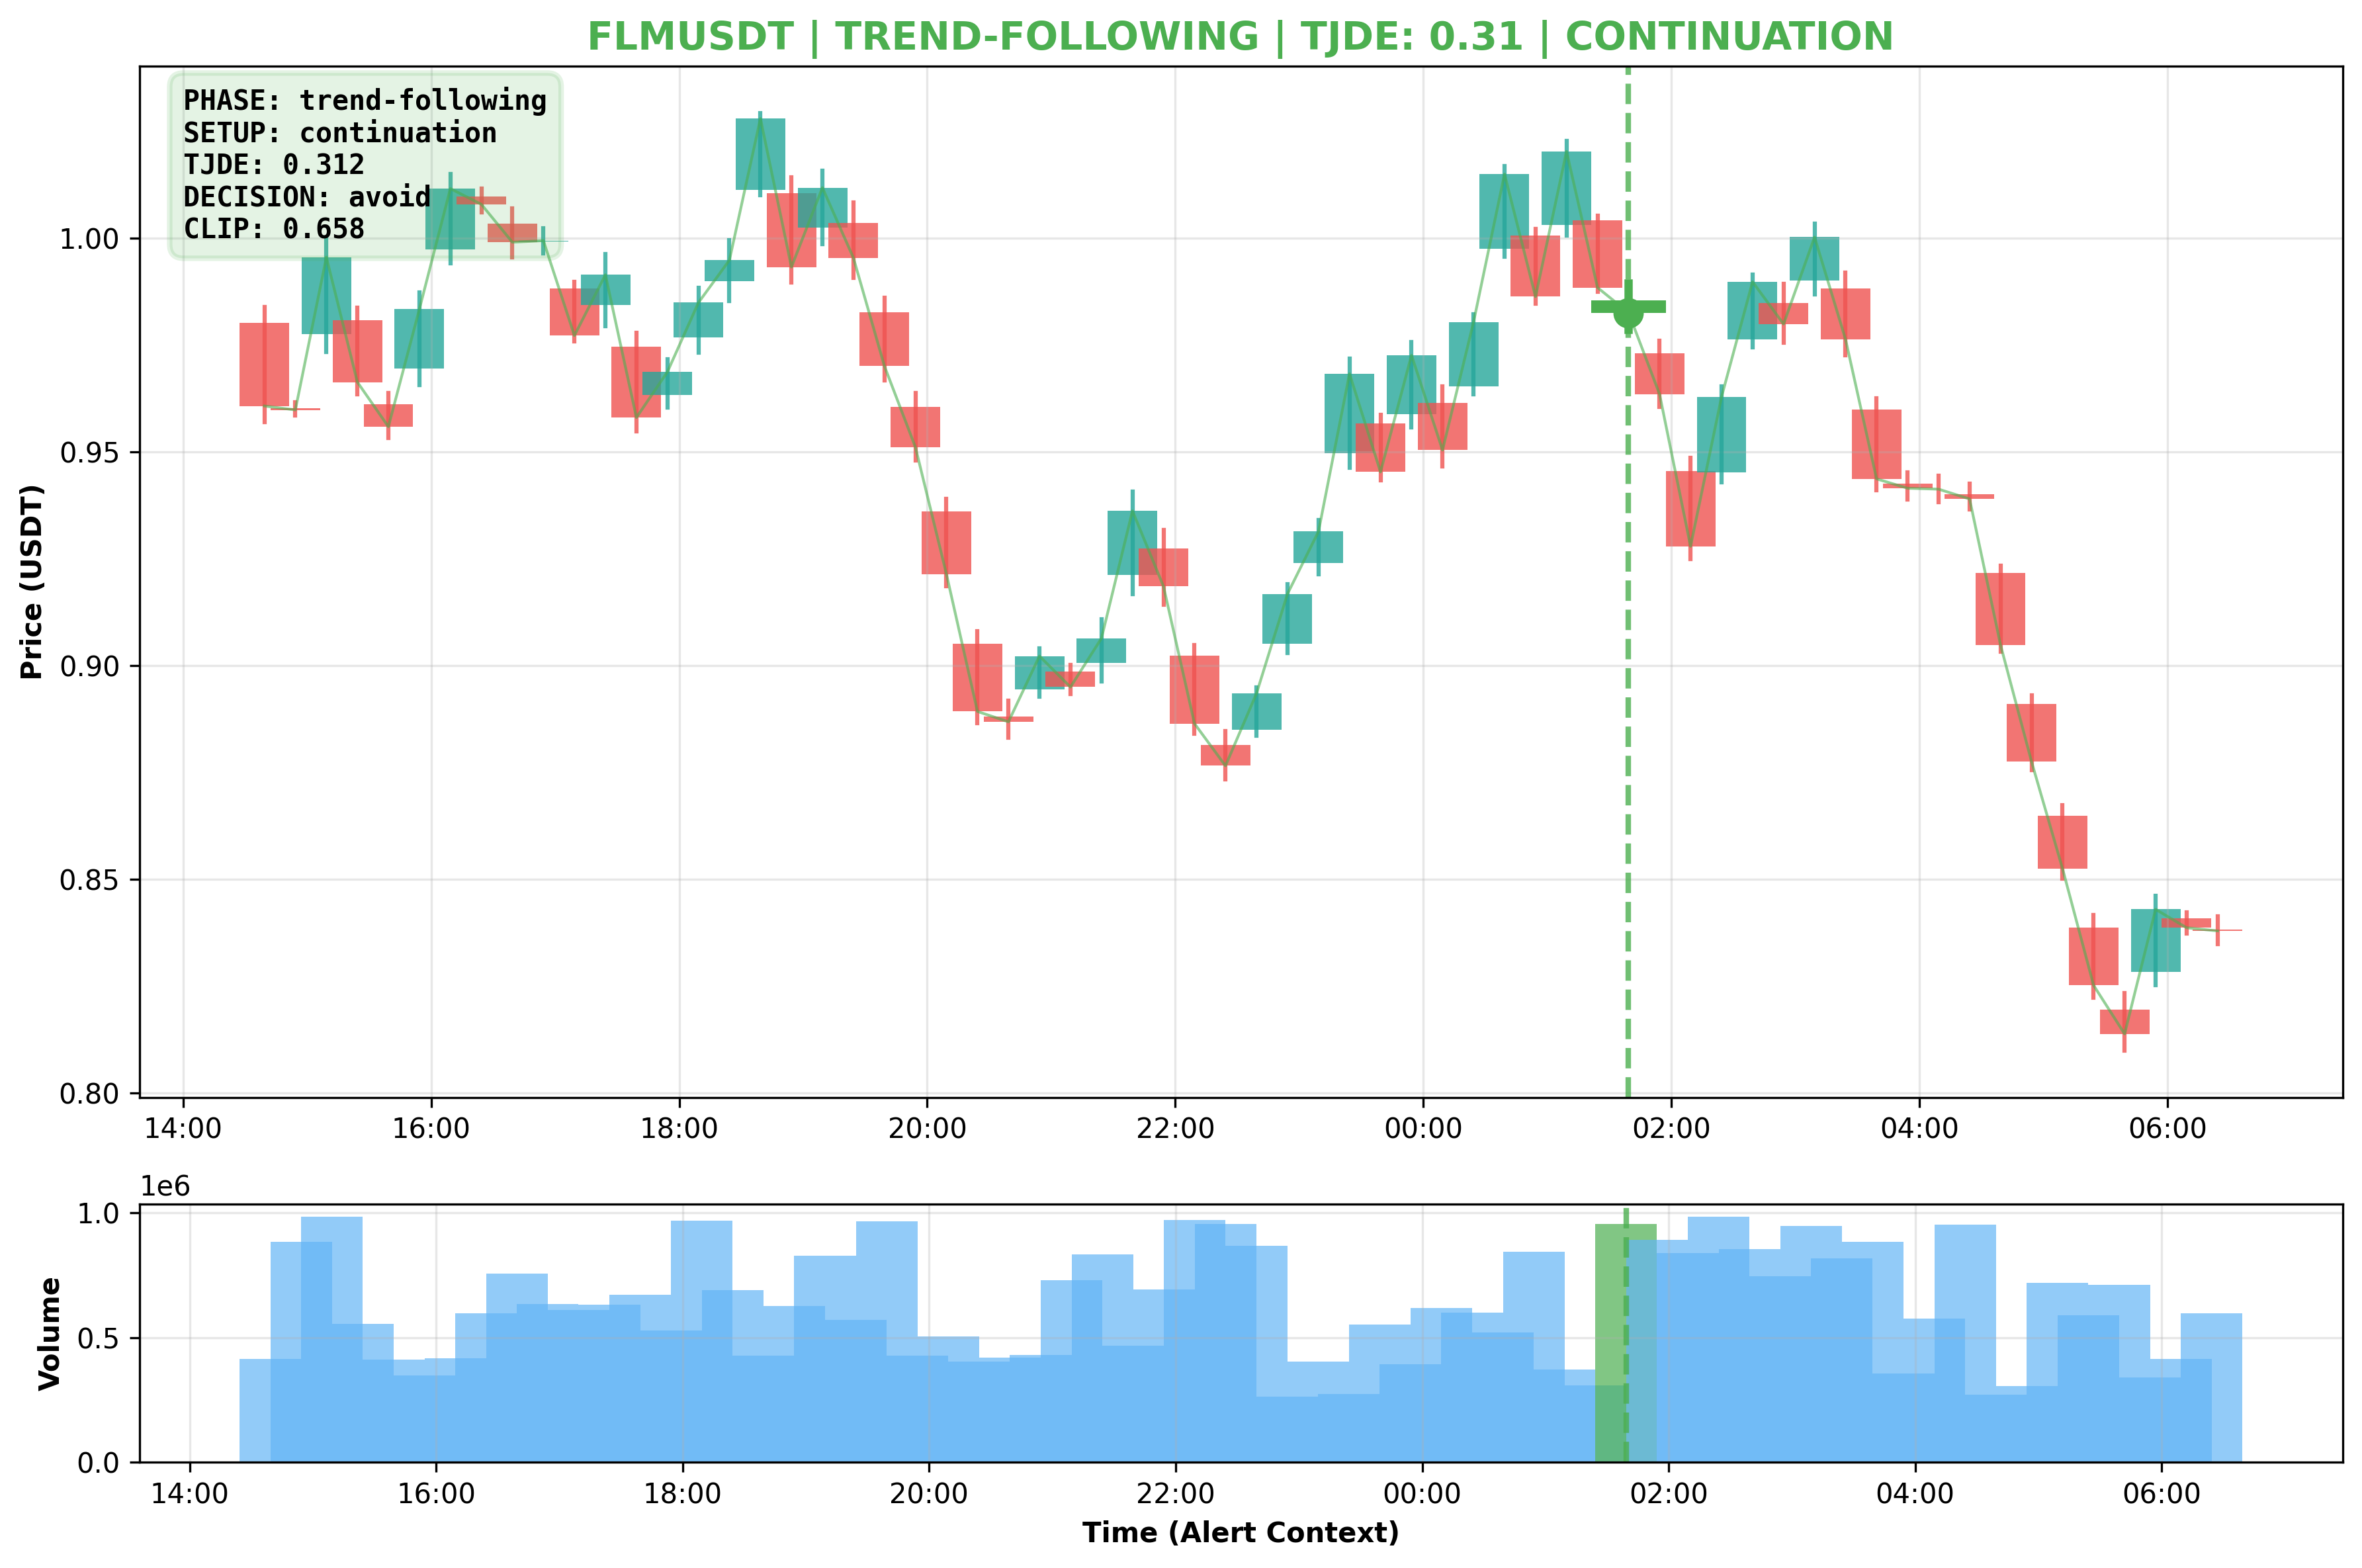 FLMUSDT | TREND-FOLLOWING | TJDE: 0.31 | CONTINUATION
PHASE: trend-following
SETUP: continuation
TJDE: 0.312
DECISION: avoid
CLIP: 0.658
Price (USDT)
1.00
0.95
0.90
0.85
0.80
14:00 16:00 18:00 20:00 22:00 00:00 02:00 04:00 06:00
1e6
Volume
1.0
0.5
0.0
14:00 16:00 18:00 20:00 22:00 00:00 02:00 04:00 06:00
Time (Alert Context)